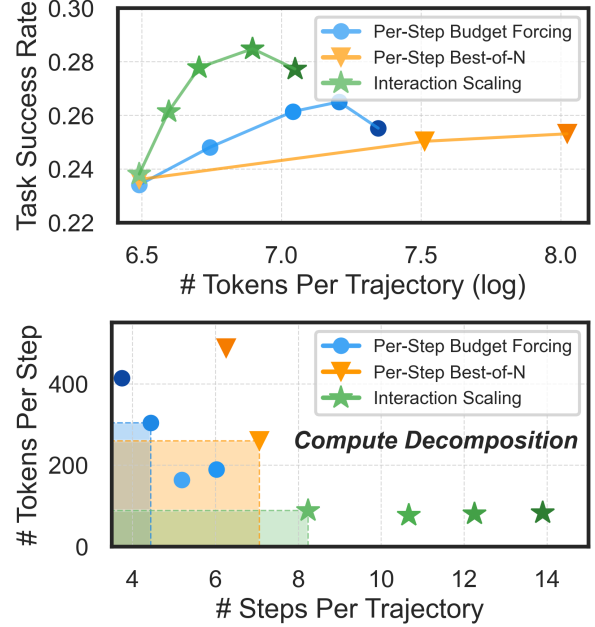 0.30
0.28
0.26
0.24
0.22
Task Success Rate
Per-Step Budget Forcing
Per-Step Best-of-N
Interaction Scaling
6.5 7.0 7.5 8.0
# Tokens Per Trajectory (log)
400
200
0
# Tokens Per Step
Per-Step Budget Forcing
Per-Step Best-of-N
Interaction Scaling
Compute Decomposition
4 6 8 10 12 14
# Steps Per Trajectory